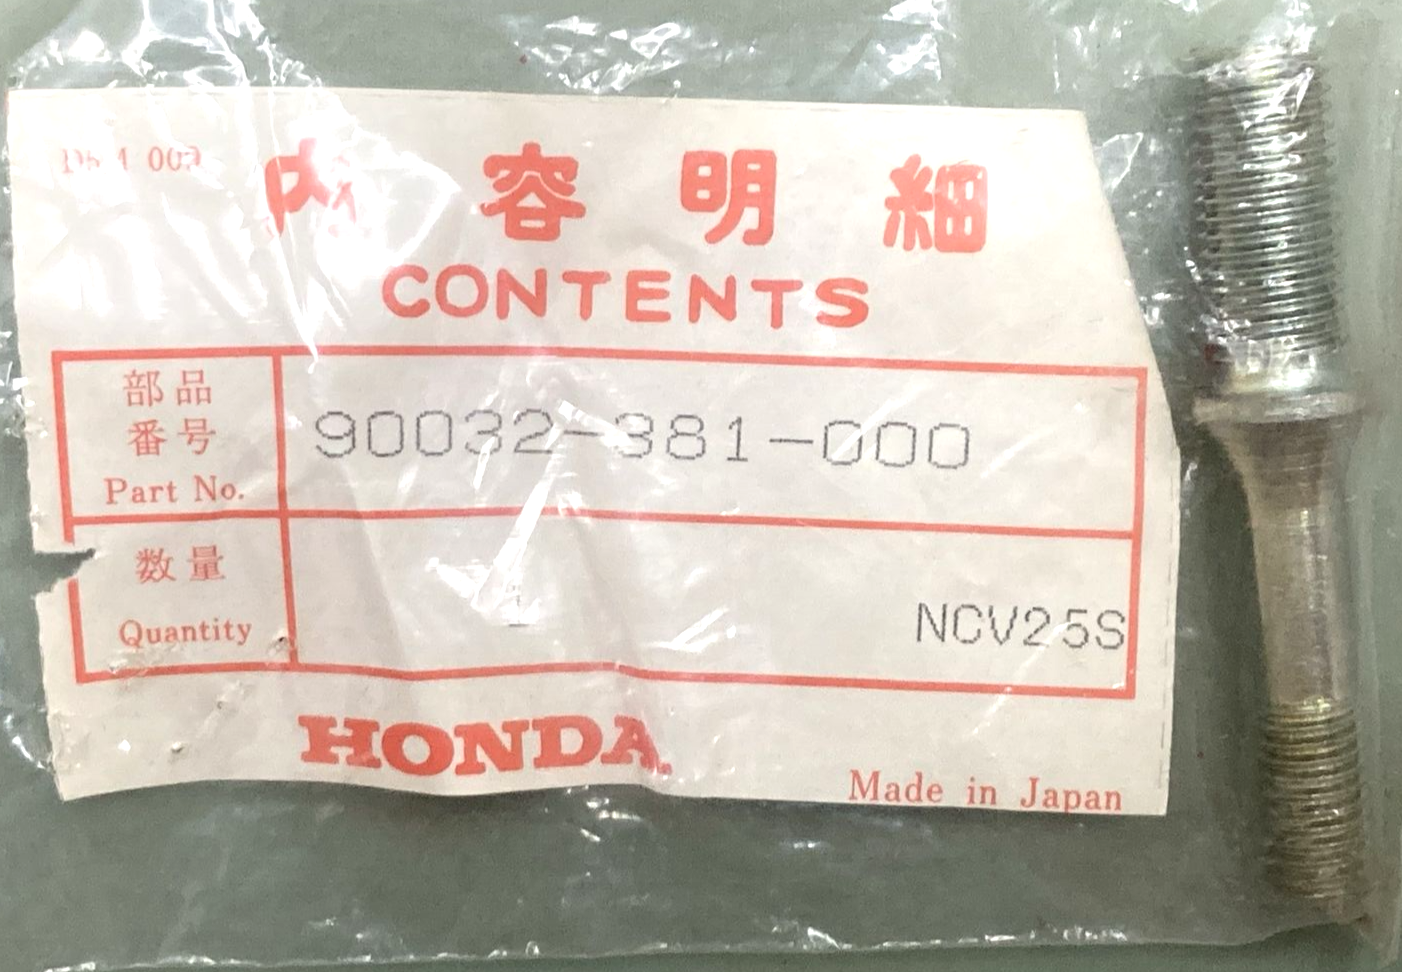 内容明細
CONTENTS
部品
番号
Part No.
90032-381-000
数量
Quantity
NCV25S
HONDA
Made in Japan